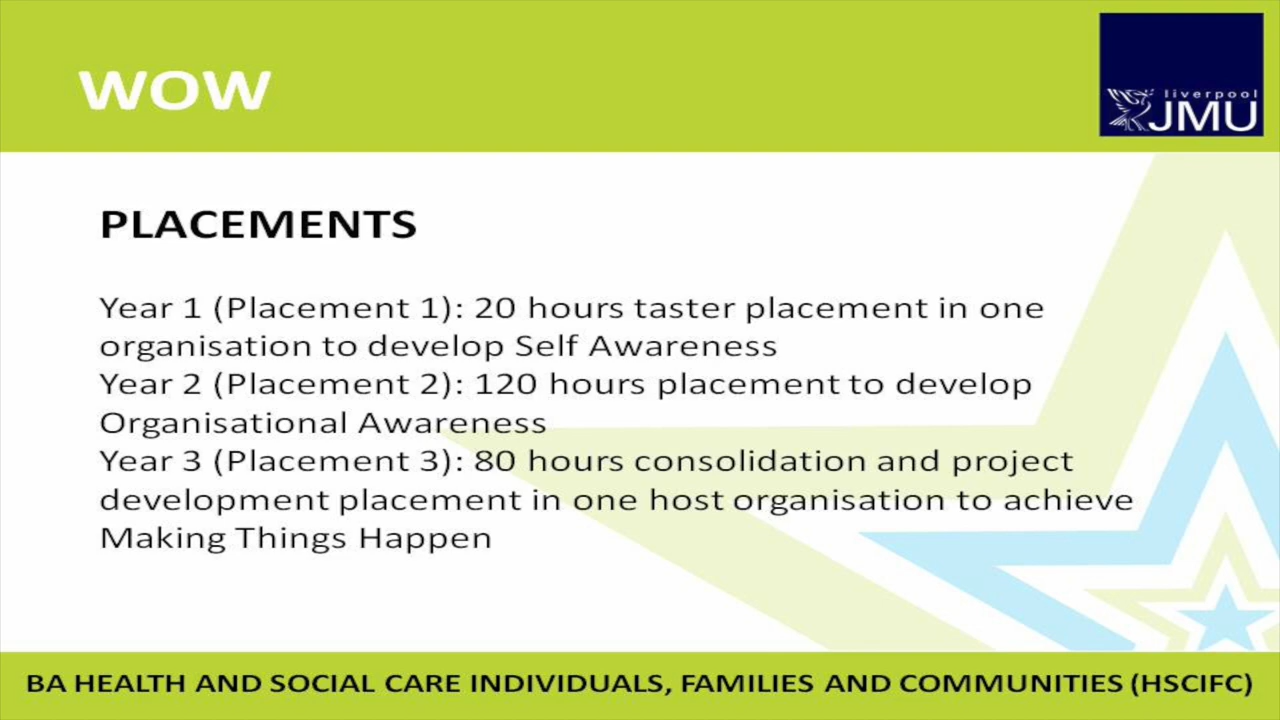 WOW
liverpool
JMU
PLACEMENTS
Year 1 (Placement 1): 20 hours taster placement in one
organisation to develop Self Awareness
Year 2 (Placement 2): 120 hours placement to develop
Organisational Awareness
Year 3 (Placement 3): 80 hours consolidation and project
development placement in one host organisation to achieve
Making Things Happen
BA HEALTH AND SOCIAL CARE INDIVIDUALS, FAMILIES AND COMMUNITIES (HSCIFC)